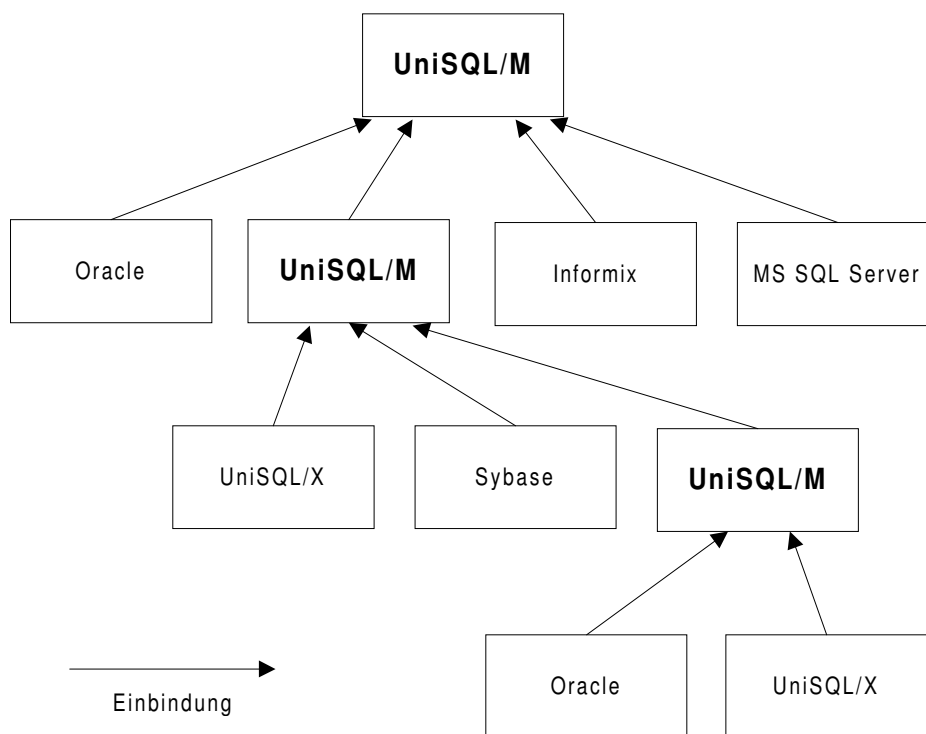 UniSQL/M
Oracle
UniSQL/M
Informix
MS SQL Server
UniSQL/X
Sybase
UniSQL/M
Oracle
UniSQL/X
Einbindung